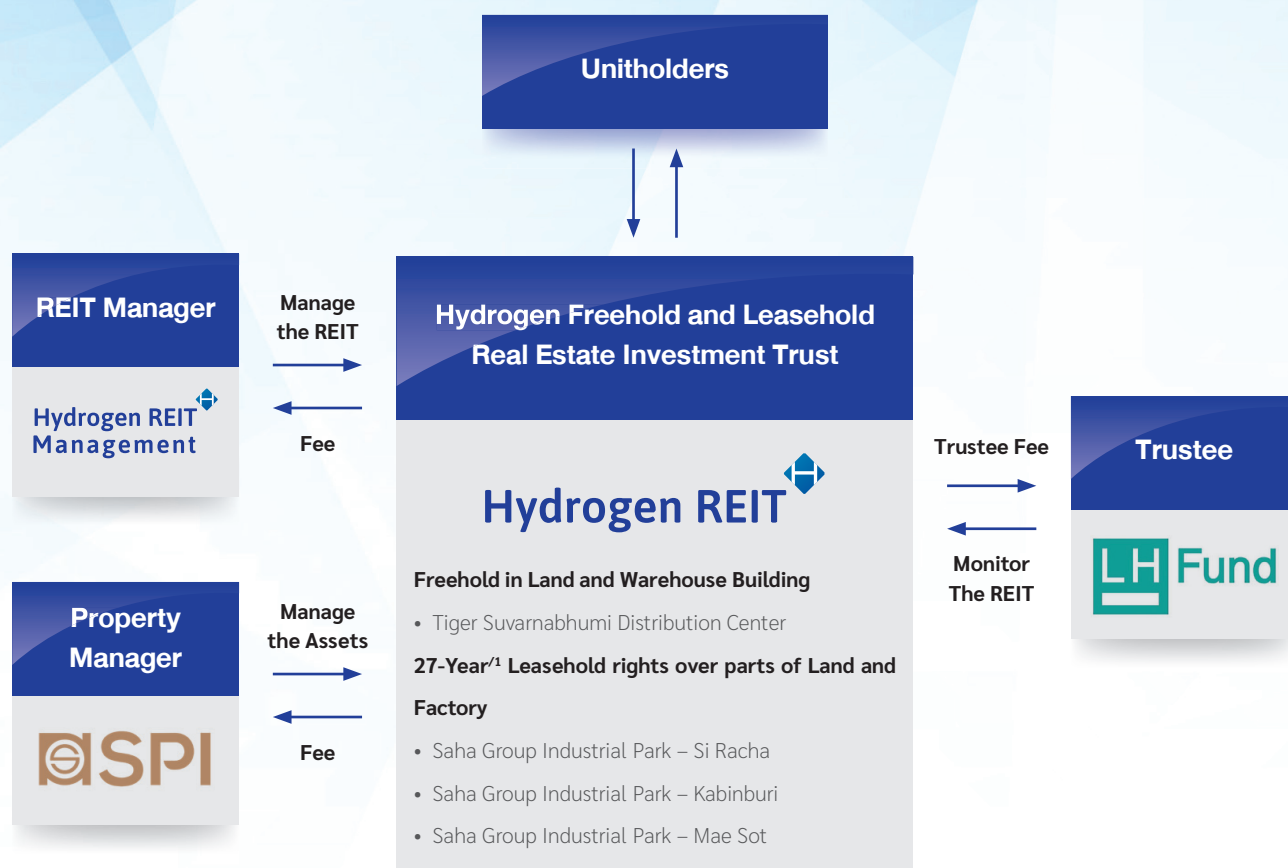 Unitholders
REIT Manager
Hydrogen REIT
Management
Manage
the REIT
Fee
Hydrogen Freehold and Leasehold
Real Estate Investment Trust
Hydrogen REIT
Freehold in Land and Warehouse Building
• Tiger Suvarnabhumi Distribution Center
27-Year/1 Leasehold rights over parts of Land and
Factory
• Saha Group Industrial Park – Si Racha
• Saha Group Industrial Park – Kabinburi
• Saha Group Industrial Park – Mae Sot
Property
Manager
SPI
Manage
the Assets
Fee
Trustee Fee
Monitor
The REIT
Trustee
LH Fund